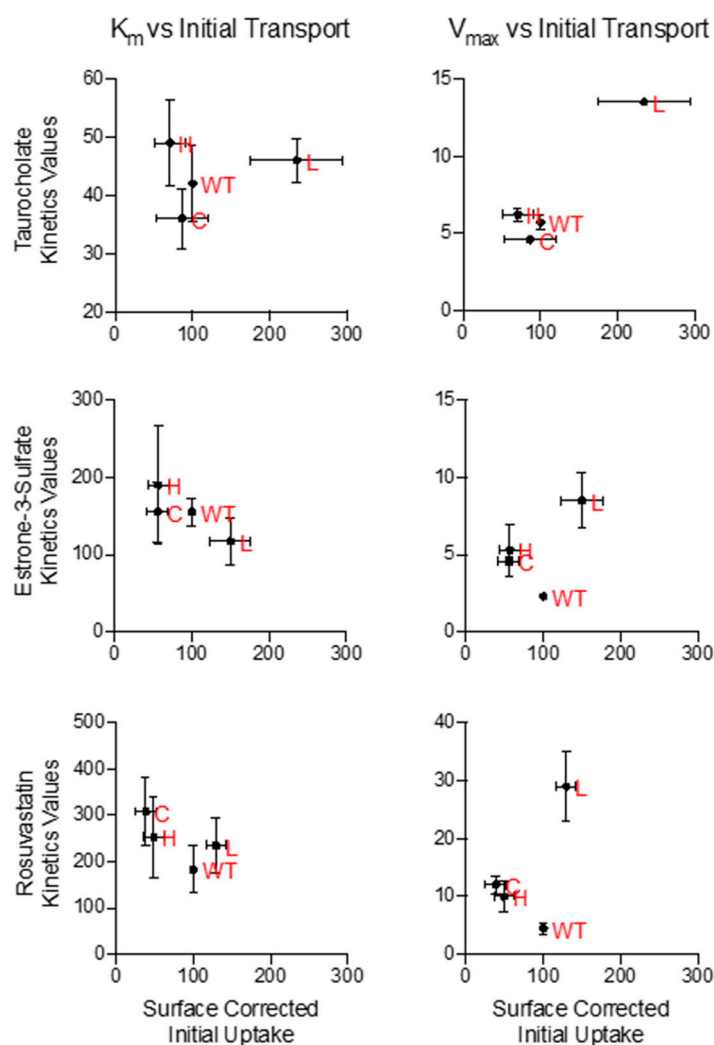 Km vs Initial Transport
Vmax vs Initial Transport
Taurocholate
Kinetics Values
60
50
40
30
20
H
WT
C
L
0 100 200 300
15
10
5
0
L
H
WT
C
0 100 200 300
Estrone-3-Sulfate
Kinetics Values
300
200
100
0
H
C
WT
L
0 100 200 300
15
10
5
0
L
H
C
WT
0 100 200 300
Rosuvastatin
Kinetics Values
500
400
300
200
100
0
C
H
L
WT
0 100 200 300
Surface Corrected
Initial Uptake
40
30
20
10
0
L
C
H
WT
0 100 200 300
Surface Corrected
Initial Uptake